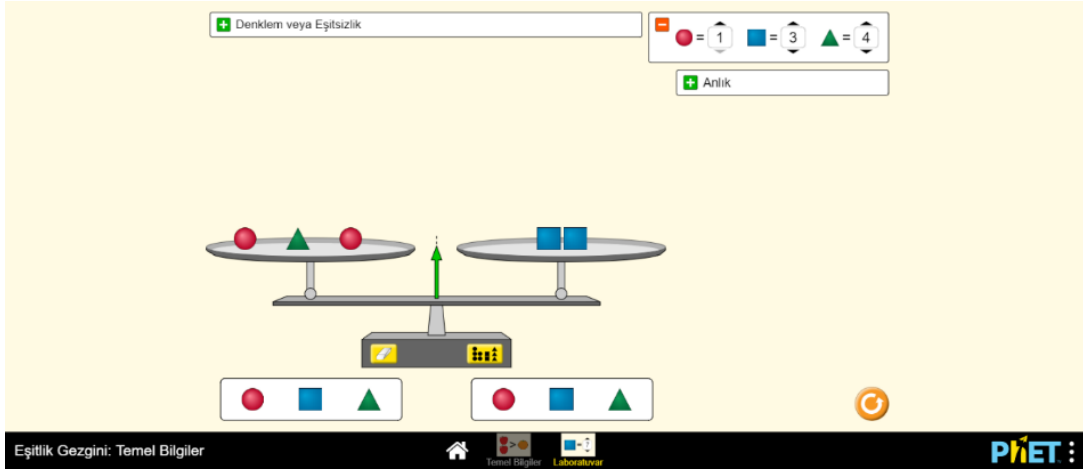 Denklem veya Eşitsizlik
= 1 = 3 = 4
Anlık
Eşitlik Gezgini: Temel Bilgiler
Temel Bilgiler
Laboratuvar
PhET